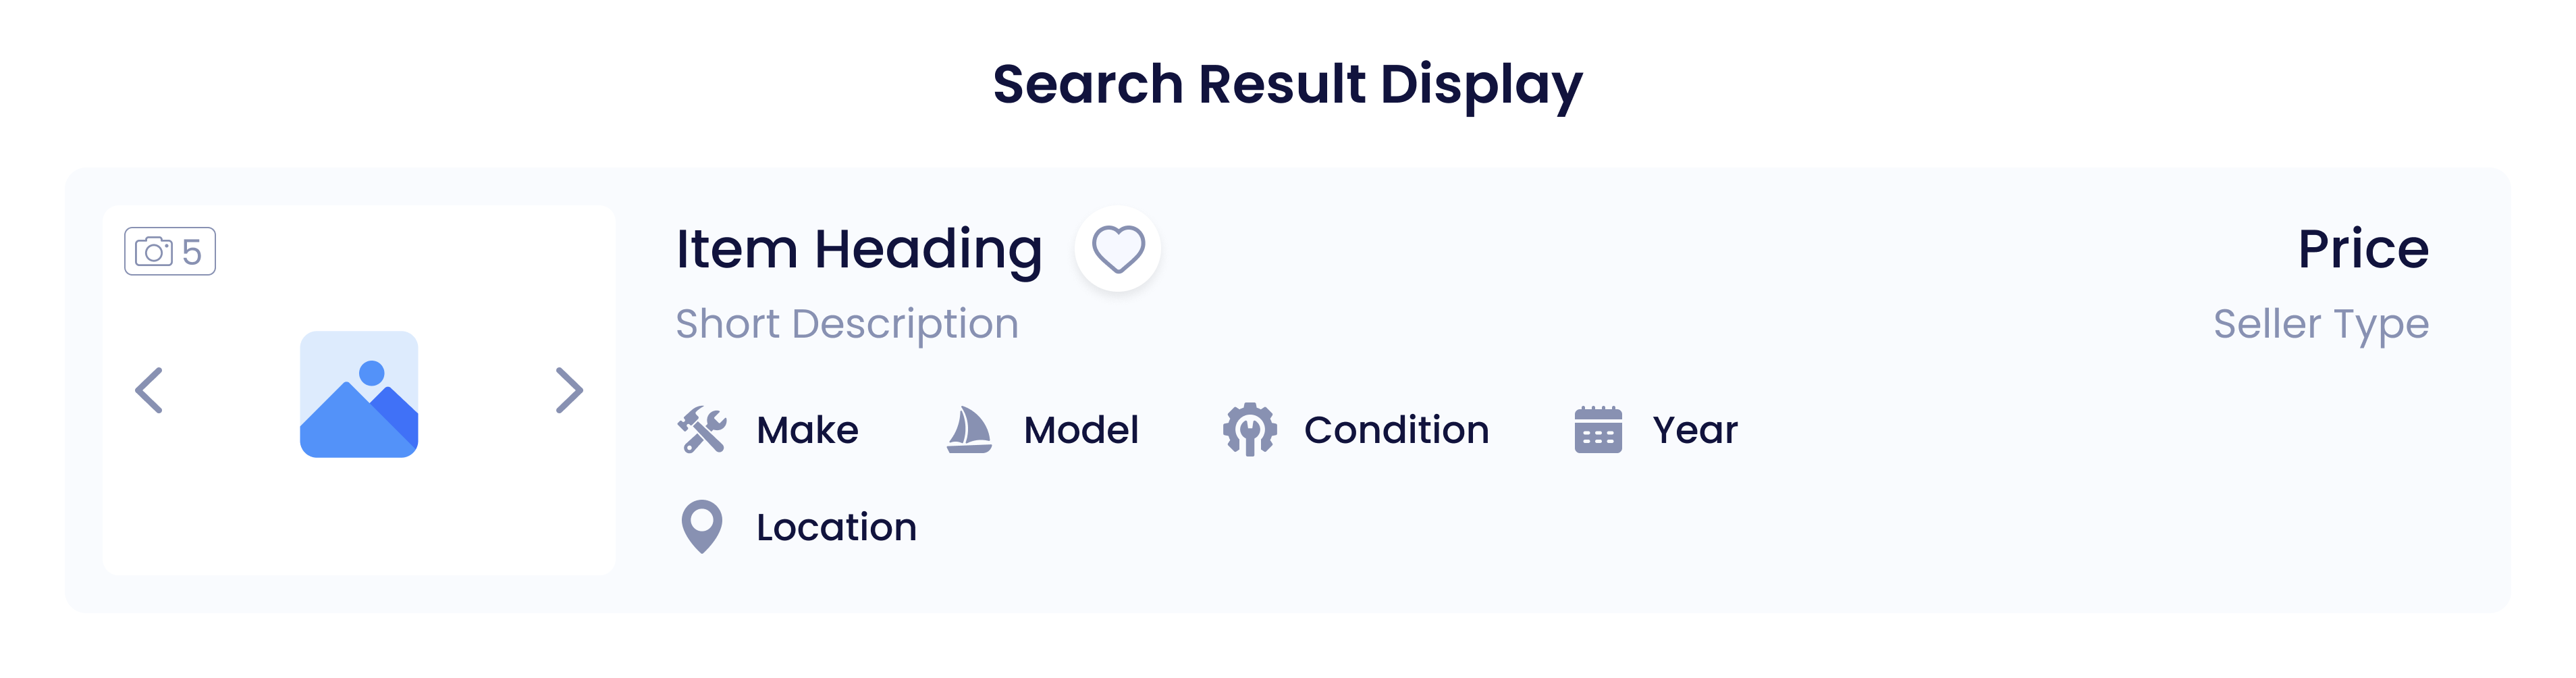 Search Result Display
5
Item Heading
Price
Short Description
Seller Type
Make
Model
Condition
Year
Location